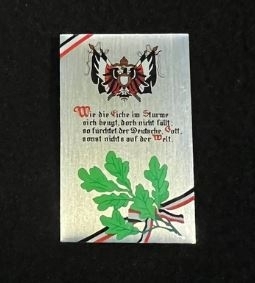 Wie die Eiche im Sturme
sich beugt, doch nicht fällt,
so fürchtet der Deutsche, Gott,
sonst nichts auf der Welt.